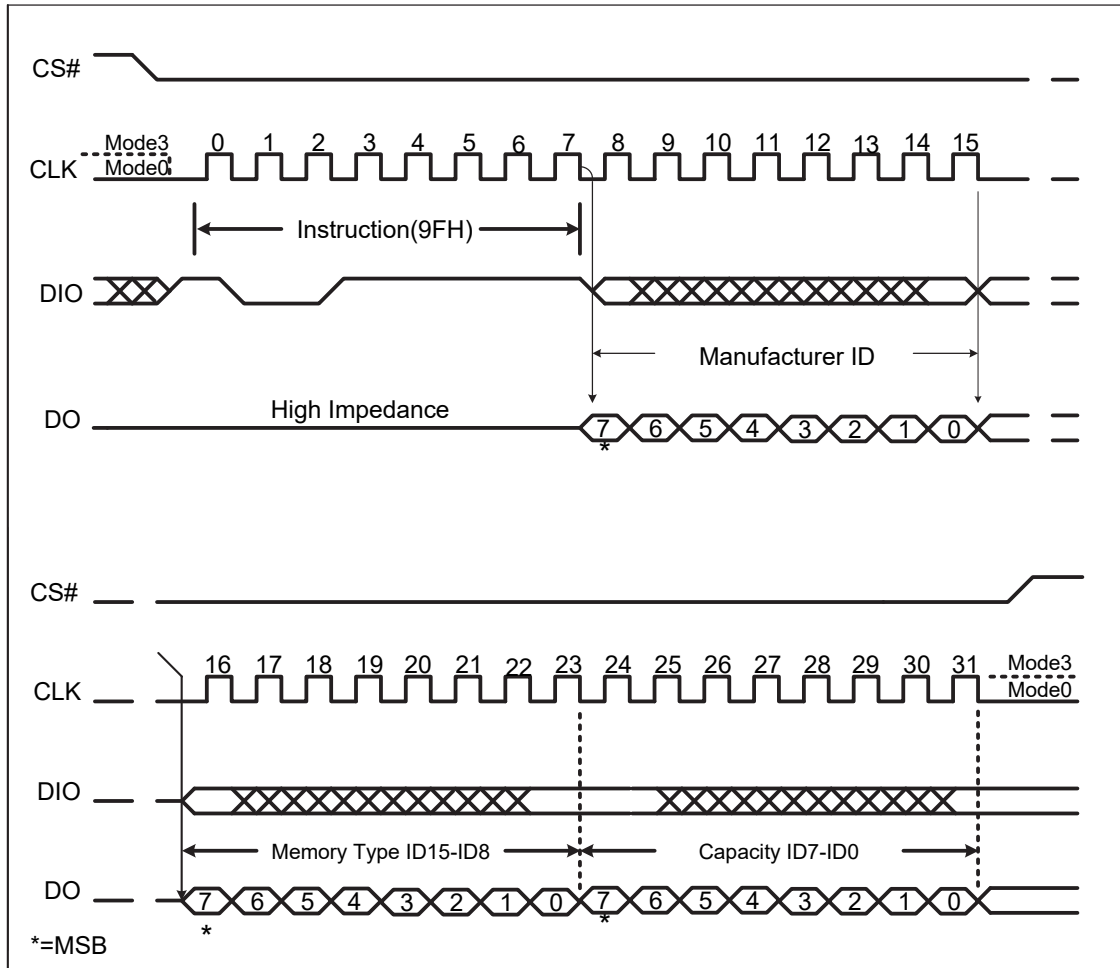 CS#
Mode3
0 1 2 3 4 5 6 7 8 9 10 11 12 13 14 15
CLK
Mode0
Instruction(9FH)
DIO
Manufacturer ID
High Impedance
DO
7 6 5 4 3 2 1 0
*
CS#
16 17 18 19 20 21 22 23 24 25 26 27 28 29 30 31
Mode3
CLK
Mode0
DIO
Memory Type ID15-ID8
Capacity ID7-ID0
DO
7 6 5 4 3 2 1 0 7 6 5 4 3 2 1 0
* *
*=MSB